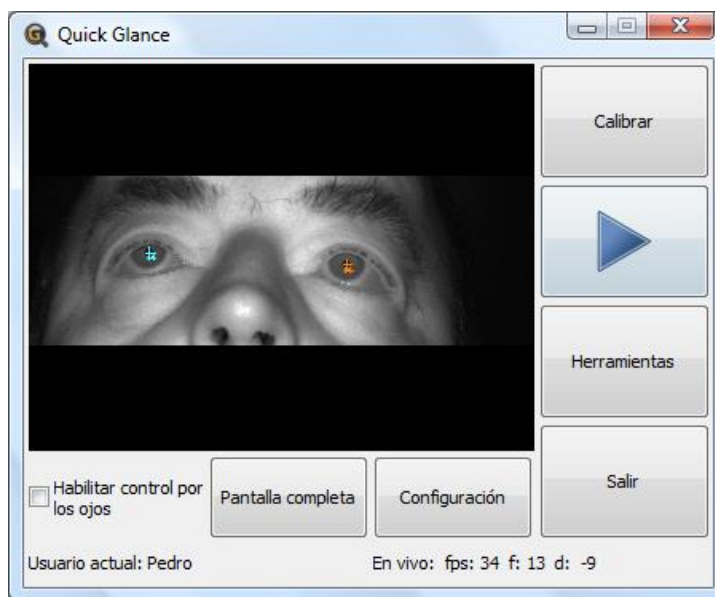 Quick Glance
Calibrar
Herramientas
Salir
Habilitar control por
los ojos
Pantalla completa
Configuración
Usuario actual: Pedro
En vivo: fps: 34 f: 13 d: -9